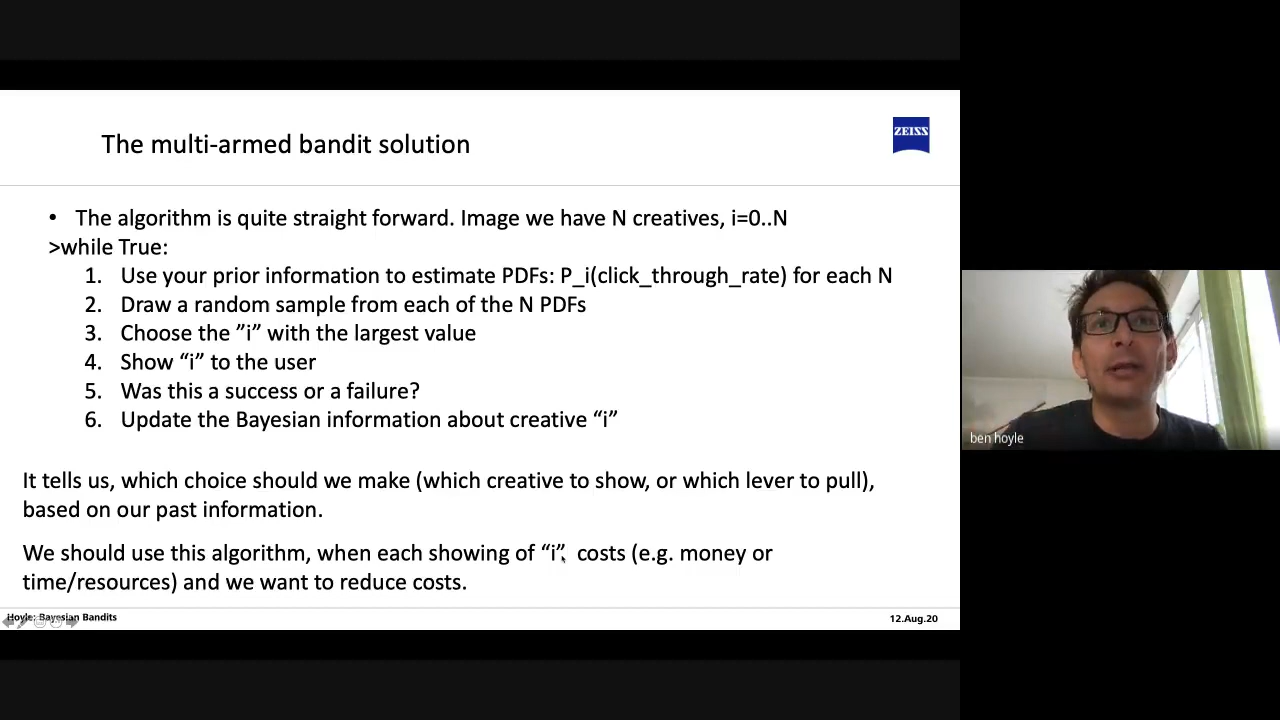 The multi-armed bandit solution
ZEISS
• The algorithm is quite straight forward. Image we have N creatives, i=0..N
>while True:
1. Use your prior information to estimate PDFs: P_i(click_through_rate) for each N
2. Draw a random sample from each of the N PDFs
3. Choose the ”i” with the largest value
4. Show “i” to the user
5. Was this a success or a failure?
6. Update the Bayesian information about creative “i”
It tells us, which choice should we make (which creative to show, or which lever to pull),
based on our past information.
We should use this algorithm, when each showing of “i”, costs (e.g. money or
time/resources) and we want to reduce costs.
Hoyle: Bayesian Bandits
12.Aug.20
ben hoyle